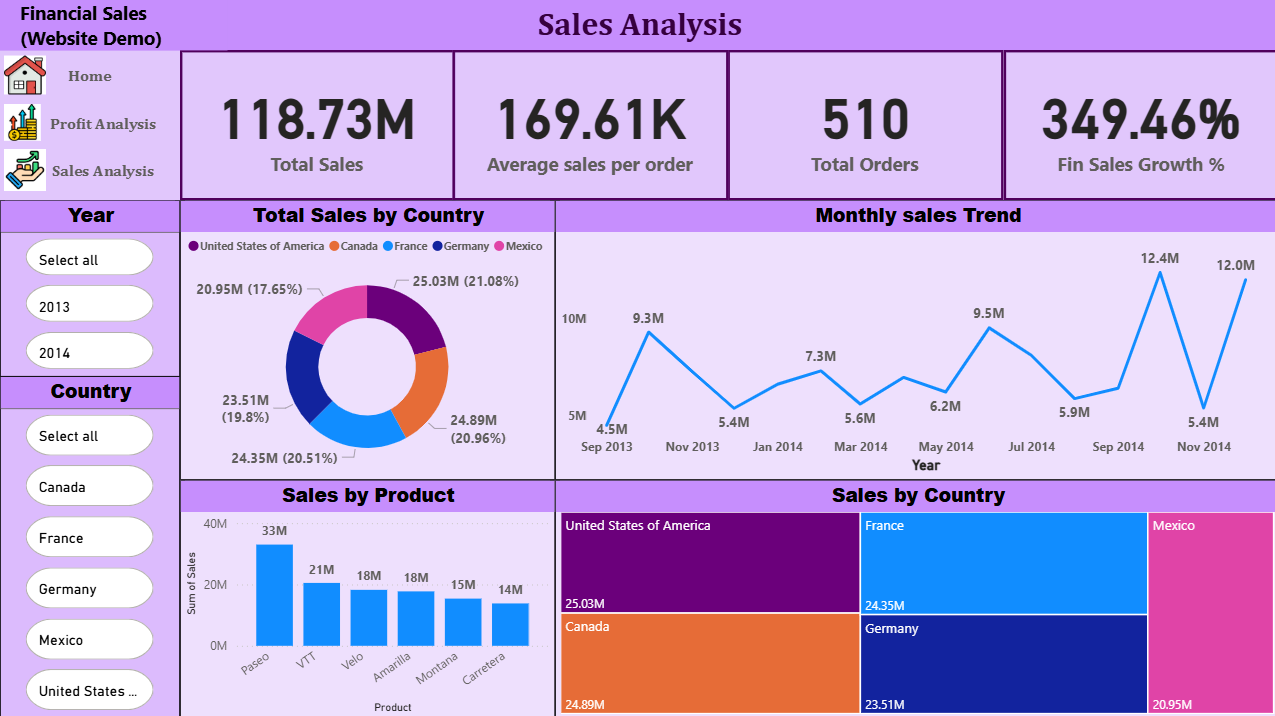 Financial Sales
(Website Demo)
Sales Analysis
Home
Profit Analysis
Sales Analysis
118.73M
Total Sales
169.61K
Average sales per order
510
Total Orders
349.46%
Fin Sales Growth %
Year
Select all
2013
2014
Country
Select all
Canada
France
Germany
Mexico
United States ...
Total Sales by Country
United States of America Canada France Germany Mexico
25.03M (21.08%)
20.95M (17.65%)
23.51M
(19.8%)
24.89M
(20.96%)
24.35M (20.51%)
Monthly sales Trend
10M
5M
4.5M
9.3M
5.4M
7.3M
5.6M
6.2M
9.5M
5.9M
12.4M
5.4M
12.0M
Sep 2013 Nov 2013 Jan 2014 Mar 2014 May 2014 Jul 2014 Sep 2014 Nov 2014
Year
Sales by Product
Sum of Sales
40M
20M
0M
33M
21M
18M
18M
15M
14M
Paseo
VTT
Velo
Amarilla
Montana
Carretera
Product
Sales by Country
United States of America
25.03M
Canada
24.89M
France
24.35M
Germany
23.51M
Mexico
20.95M